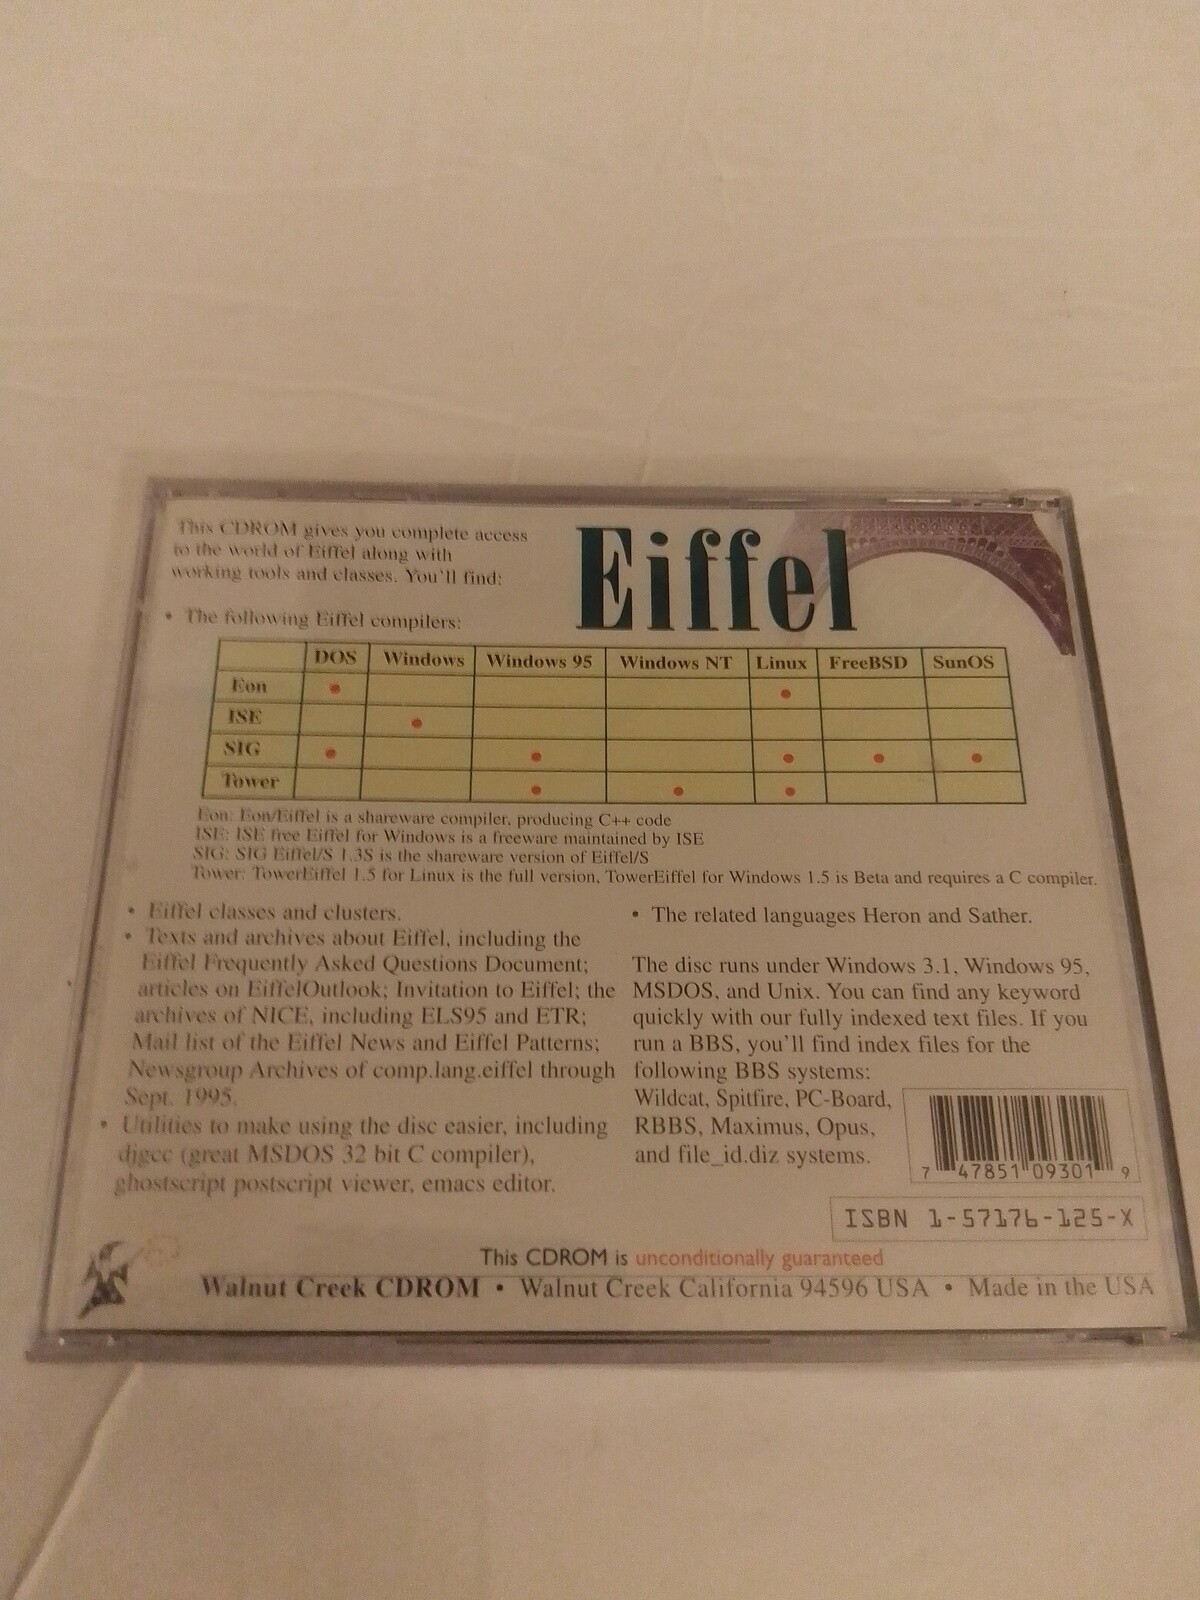 This CDROM gives you complete access
to the world of Eiffel along with
working tools and classes. You'll find:
Eiffel
• The following Eiffel compilers:
DOS Windows Windows 95 Windows NT Linux FreeBSD SunOS
Eon • •
ISE •
SIG • • • • •
Tower • • •
Eon: Eon/Eiffel is a shareware compiler, producing C++ code
ISE: ISE free Eiffel for Windows is a freeware maintained by ISE
SIG: SIG Eiffel/S 1.3S is the shareware version of Eiffel/S
Tower: TowerEiffel 1.5 for Linux is the full version, TowerEiffel for Windows 1.5 is Beta and requires a C compiler.
• Eiffel classes and clusters.
• Texts and archives about Eiffel, including the
Eiffel Frequently Asked Questions Document;
articles on EiffelOutlook; Invitation to Eiffel; the
archives of NICE, including ELS95 and ETR;
Mail list of the Eiffel News and Eiffel Patterns;
Newsgroup Archives of comp.lang.eiffel through
Sept. 1995.
• Utilities to make using the disc easier, including
djgcc (great MSDOS 32 bit C compiler),
ghostscript postscript viewer, emacs editor.
• The related languages Heron and Sather.
The disc runs under Windows 3.1, Windows 95,
MSDOS, and Unix. You can find any keyword
quickly with our fully indexed text files. If you
run a BBS, you'll find index files for the
following BBS systems:
Wildcat, Spitfire, PC-Board,
RBBS, Maximus, Opus,
and file_id.diz systems.
7 47851 09301 9
ISBN 1-57176-125-X
This CDROM is unconditionally guaranteed
Walnut Creek CDROM • Walnut Creek California 94596 USA • Made in the USA